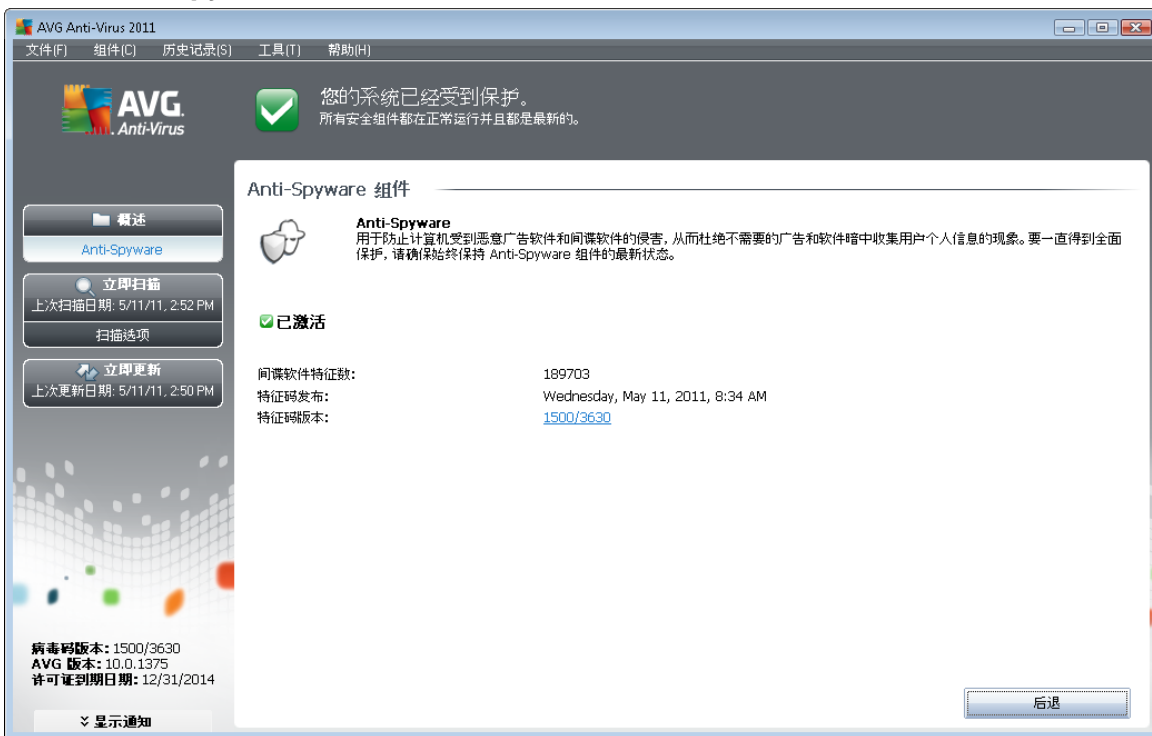 AVG Anti-Virus 2011
文件(F) 组件(C) 历史记录(S) 工具(T) 帮助(H)
AVG.
Anti-Virus
您的系统已经受到保护。
所有安全组件都在正常运行并且都是最新的。
概述
Anti-Spyware
立即扫描
上次扫描日期: 5/11/11, 2:52 PM
扫描选项
立即更新
上次更新日期: 5/11/11, 2:50 PM
病毒码版本: 1500/3630
AVG 版本: 10.0.1375
许可证到期日期: 12/31/2014
显示通知
Anti-Spyware 组件
Anti-Spyware
用于防止计算机受到恶意广告软件和间谍软件的侵害, 从而杜绝不需要的广告和软件暗中收集用户个人信息的现象。要一直得到全面
保护, 请确保始终保持 Anti-Spyware 组件的最新状态。
已激活
间谍软件特征数: 189703
特征码发布: Wednesday, May 11, 2011, 8:34 AM
特征码版本: 1500/3630
后退